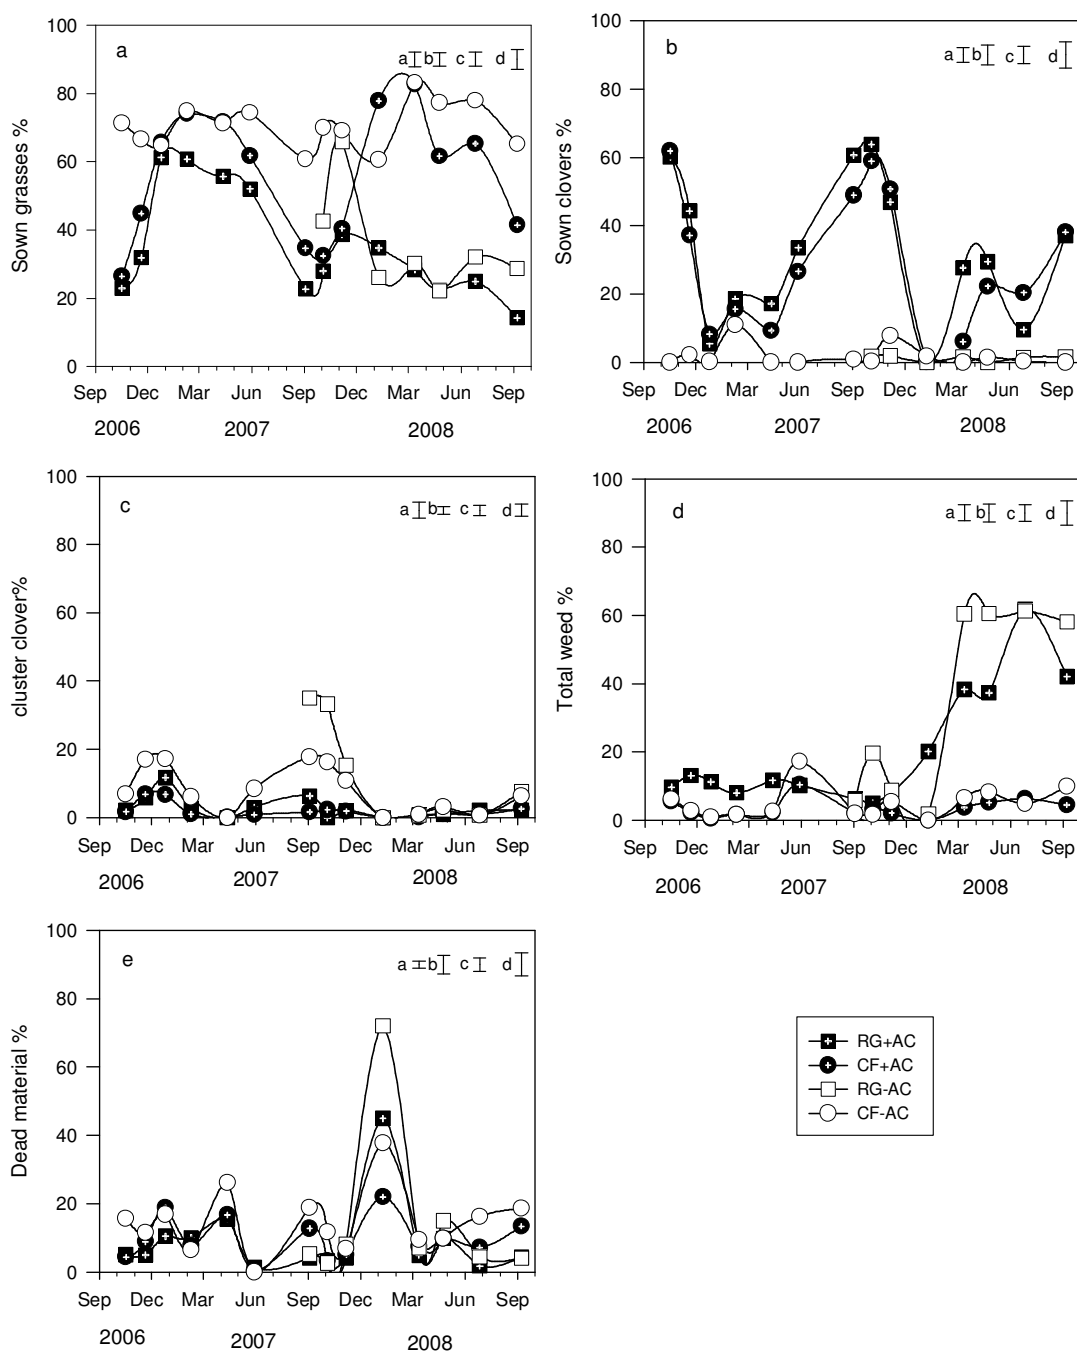 100
80
60
40
20
0
Sown grasses %
a
a b c d
Sep Dec Mar Jun Sep Dec Mar Jun Sep
2006 2007 2008
100
80
60
40
20
0
Sown clovers %
b
a b c d
Sep Dec Mar Jun Sep Dec Mar Jun Sep
2006 2007 2008
100
80
60
40
20
0
cluster clover%
c
a b c d
Sep Dec Mar Jun Sep Dec Mar Jun Sep
2006 2007 2008
100
80
60
40
20
0
Total weed %
d
a b c d
Sep Dec Mar Jun Sep Dec Mar Jun Sep
2006 2007 2008
100
80
60
40
20
0
Dead material %
e
a b c d
Sep Dec Mar Jun Sep Dec Mar Jun Sep
2006 2007 2008
RG+AC
CF+AC
RG-AC
CF-AC